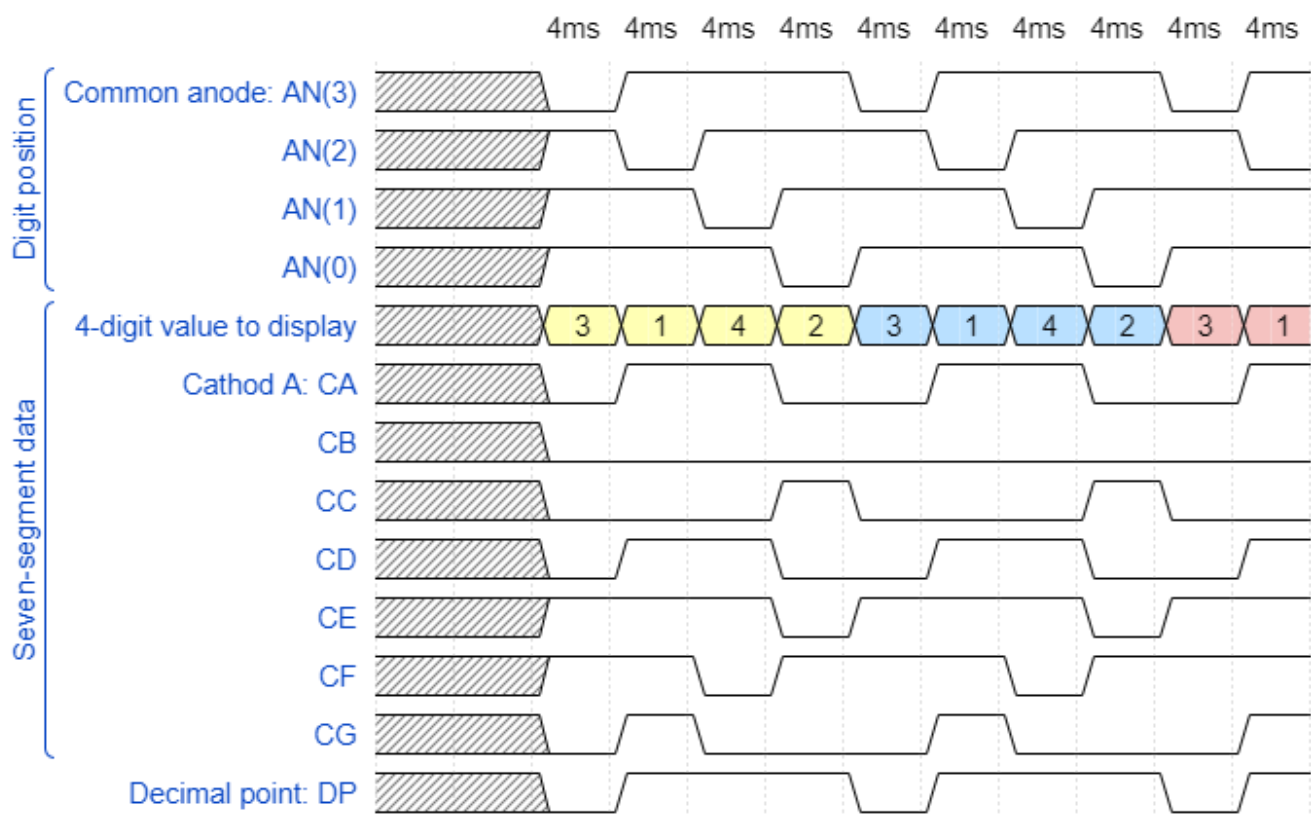 4ms 4ms 4ms 4ms 4ms 4ms 4ms 4ms 4ms 4ms
Digit position
Common anode: AN(3)
AN(2)
AN(1)
AN(0)
Seven-segment data
4-digit value to display 3 1 4 2 3 1 4 2 3 1
Cathod A: CA
CB
CC
CD
CE
CF
CG
Decimal point: DP